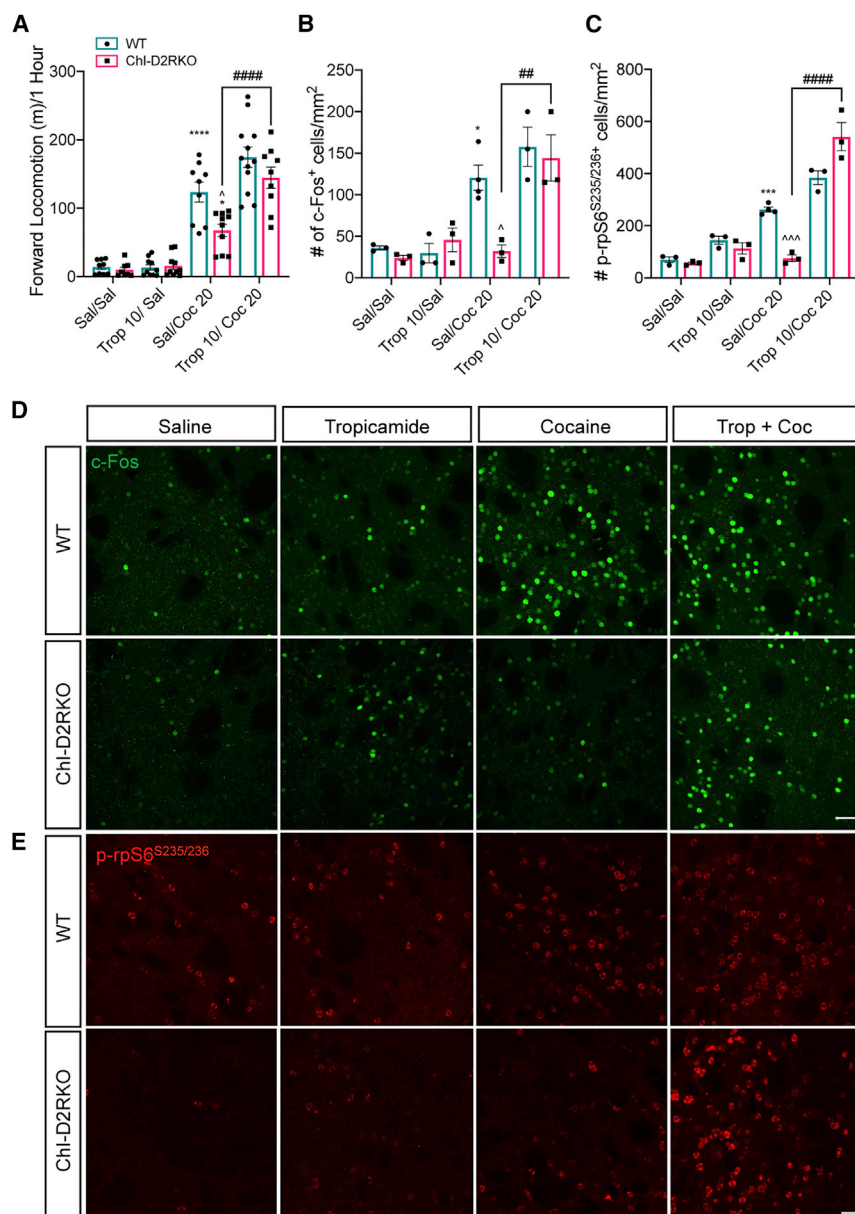 A
WT
ChI-D2RKO
Forward Locomotion (m)/1 Hour
300
200
100
0
####
****
^
*
Sal/Sal
Trop 10/ Sal
Sal/Coc 20
Trop 10/ Coc 20
B
# of c-Fos+ cells/mm²
250
200
150
100
50
0
##
*
^
Sal/Sal
Trop 10/Sal
Sal/Coc 20
Trop 10/Coc 20
C
# p-rpS6S235/236+ cells/mm²
800
600
400
200
0
####
***
^^^
Sal/Sal
Trop 10/Sal
Sal/Coc 20
Trop 10/Coc 20
D
Saline
Tropicamide
Cocaine
Trop + Coc
c-Fos
WT
ChI-D2RKO
E
p-rpS6S235/236
WT
ChI-D2RKO